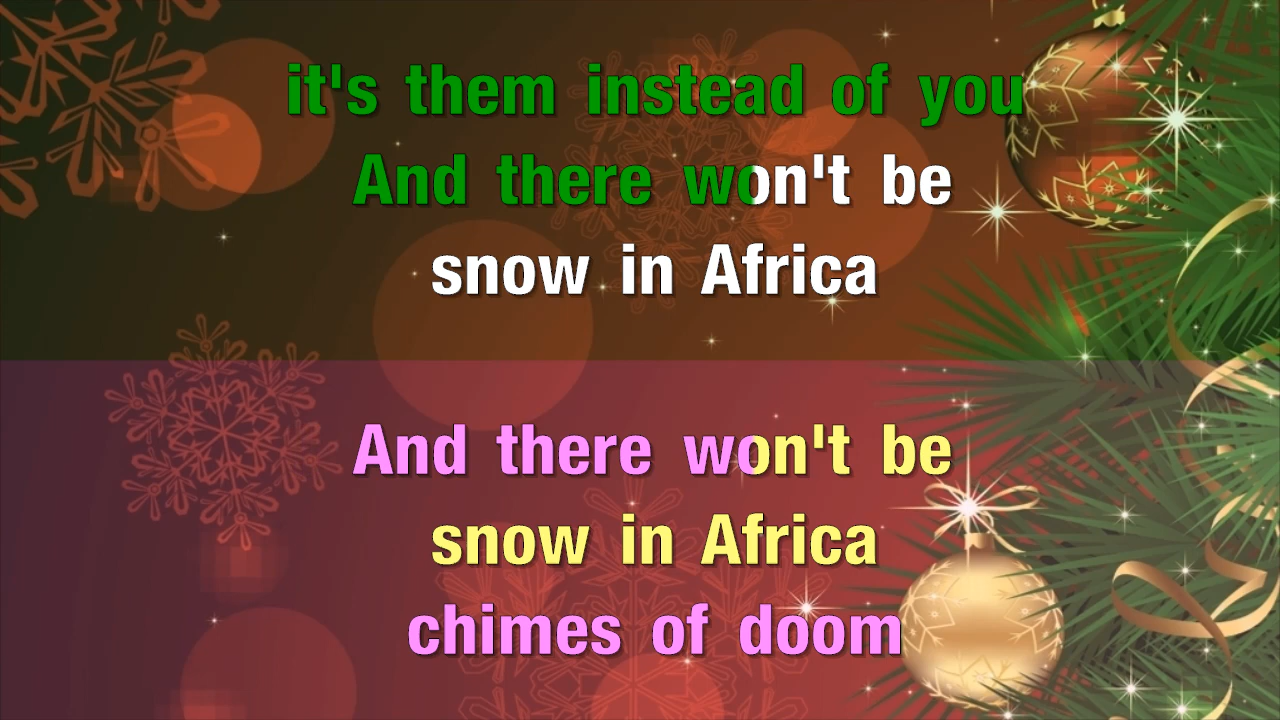 it's them instead of you
And there won't be
snow in Africa
And there won't be
snow in Africa
chimes of doom